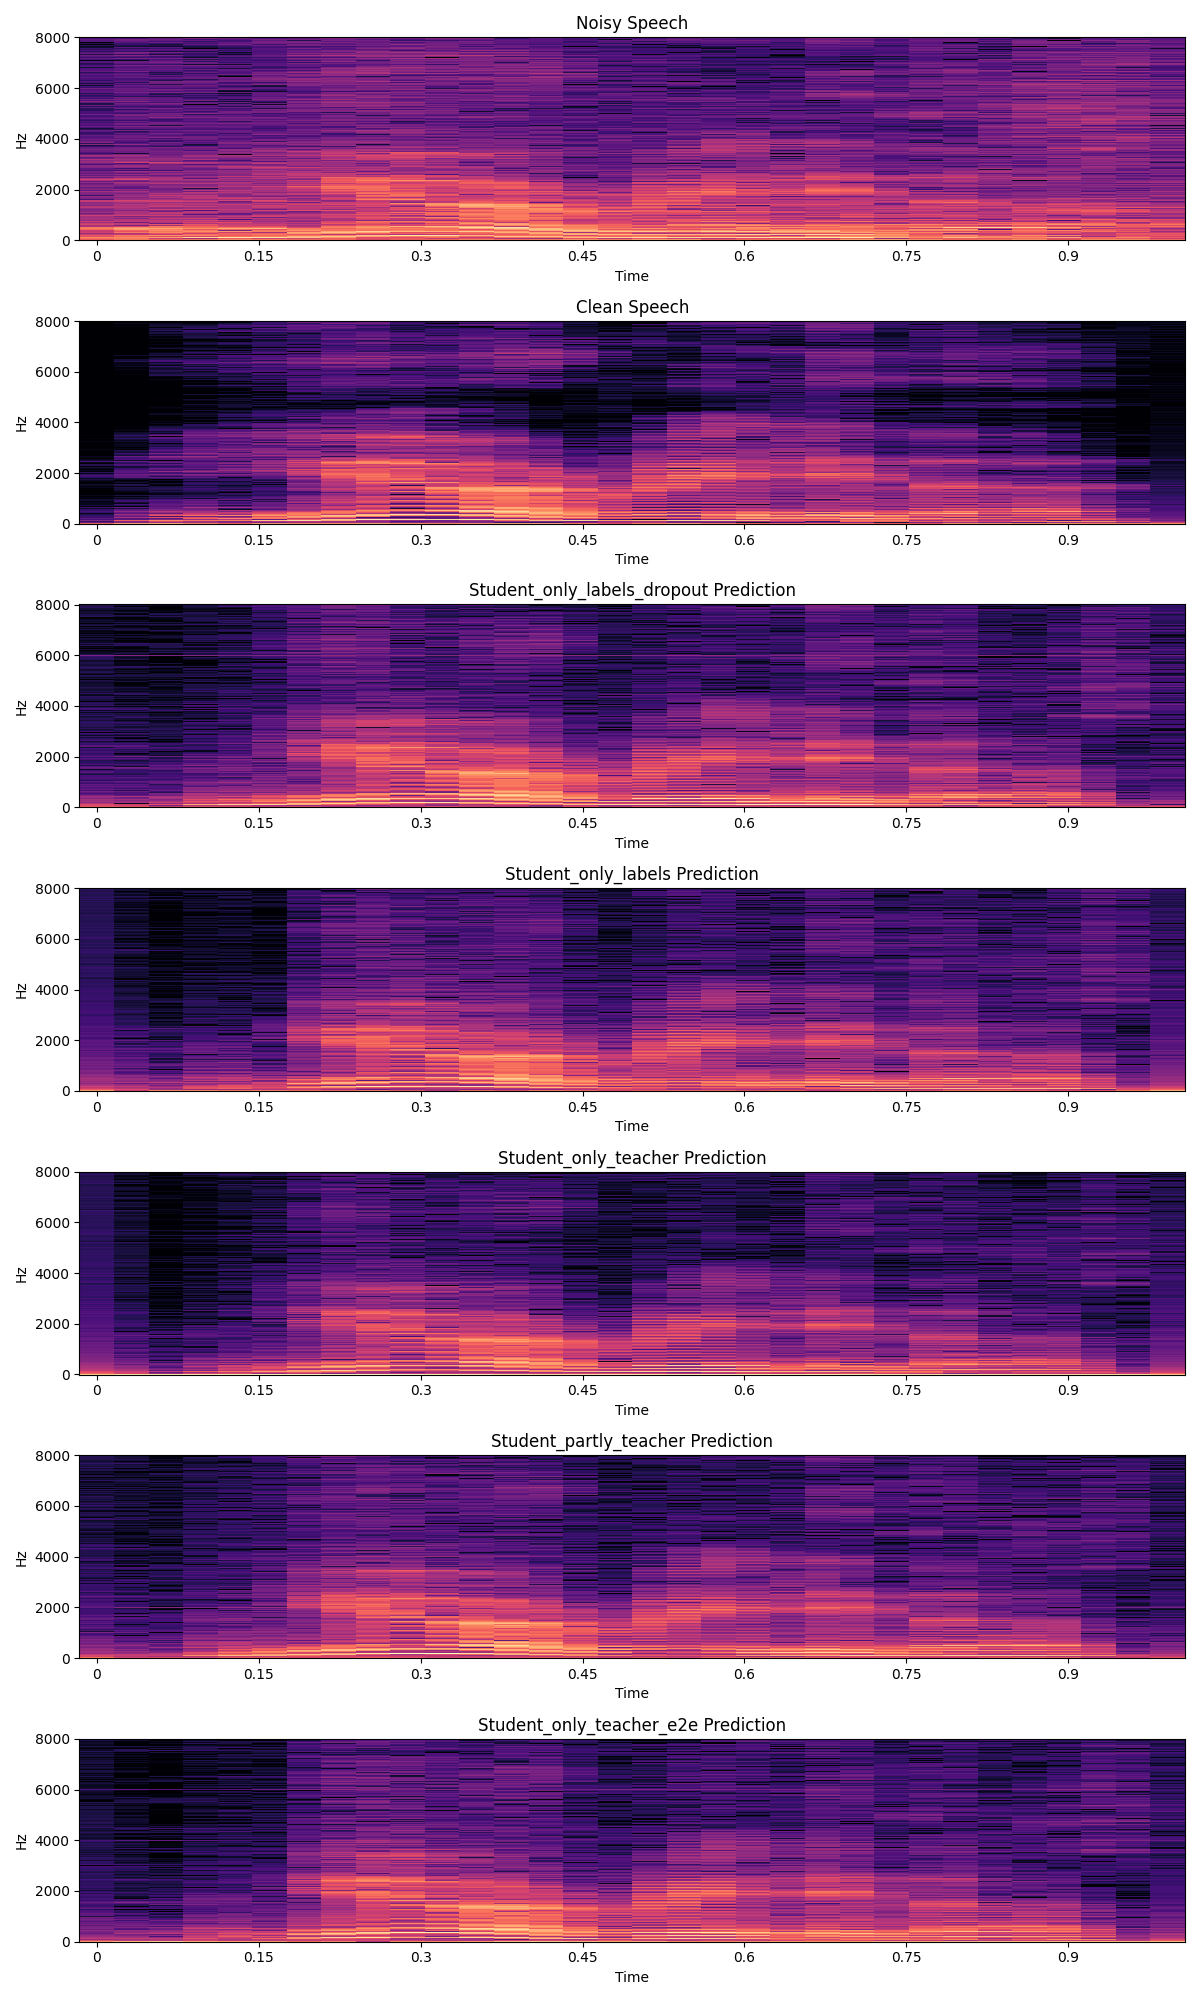 Noisy Speech
8000
6000
4000
2000
0
Hz
0 0.15 0.3 0.45 0.6 0.75 0.9
Time
Clean Speech
8000
6000
4000
2000
0
Hz
0 0.15 0.3 0.45 0.6 0.75 0.9
Time
Student_only_labels_dropout Prediction
8000
6000
4000
2000
0
Hz
0 0.15 0.3 0.45 0.6 0.75 0.9
Time
Student_only_labels Prediction
8000
6000
4000
2000
0
Hz
0 0.15 0.3 0.45 0.6 0.75 0.9
Time
Student_only_teacher Prediction
8000
6000
4000
2000
0
Hz
0 0.15 0.3 0.45 0.6 0.75 0.9
Time
Student_partly_teacher Prediction
8000
6000
4000
2000
0
Hz
0 0.15 0.3 0.45 0.6 0.75 0.9
Time
Student_only_teacher_e2e Prediction
8000
6000
4000
2000
0
Hz
0 0.15 0.3 0.45 0.6 0.75 0.9
Time